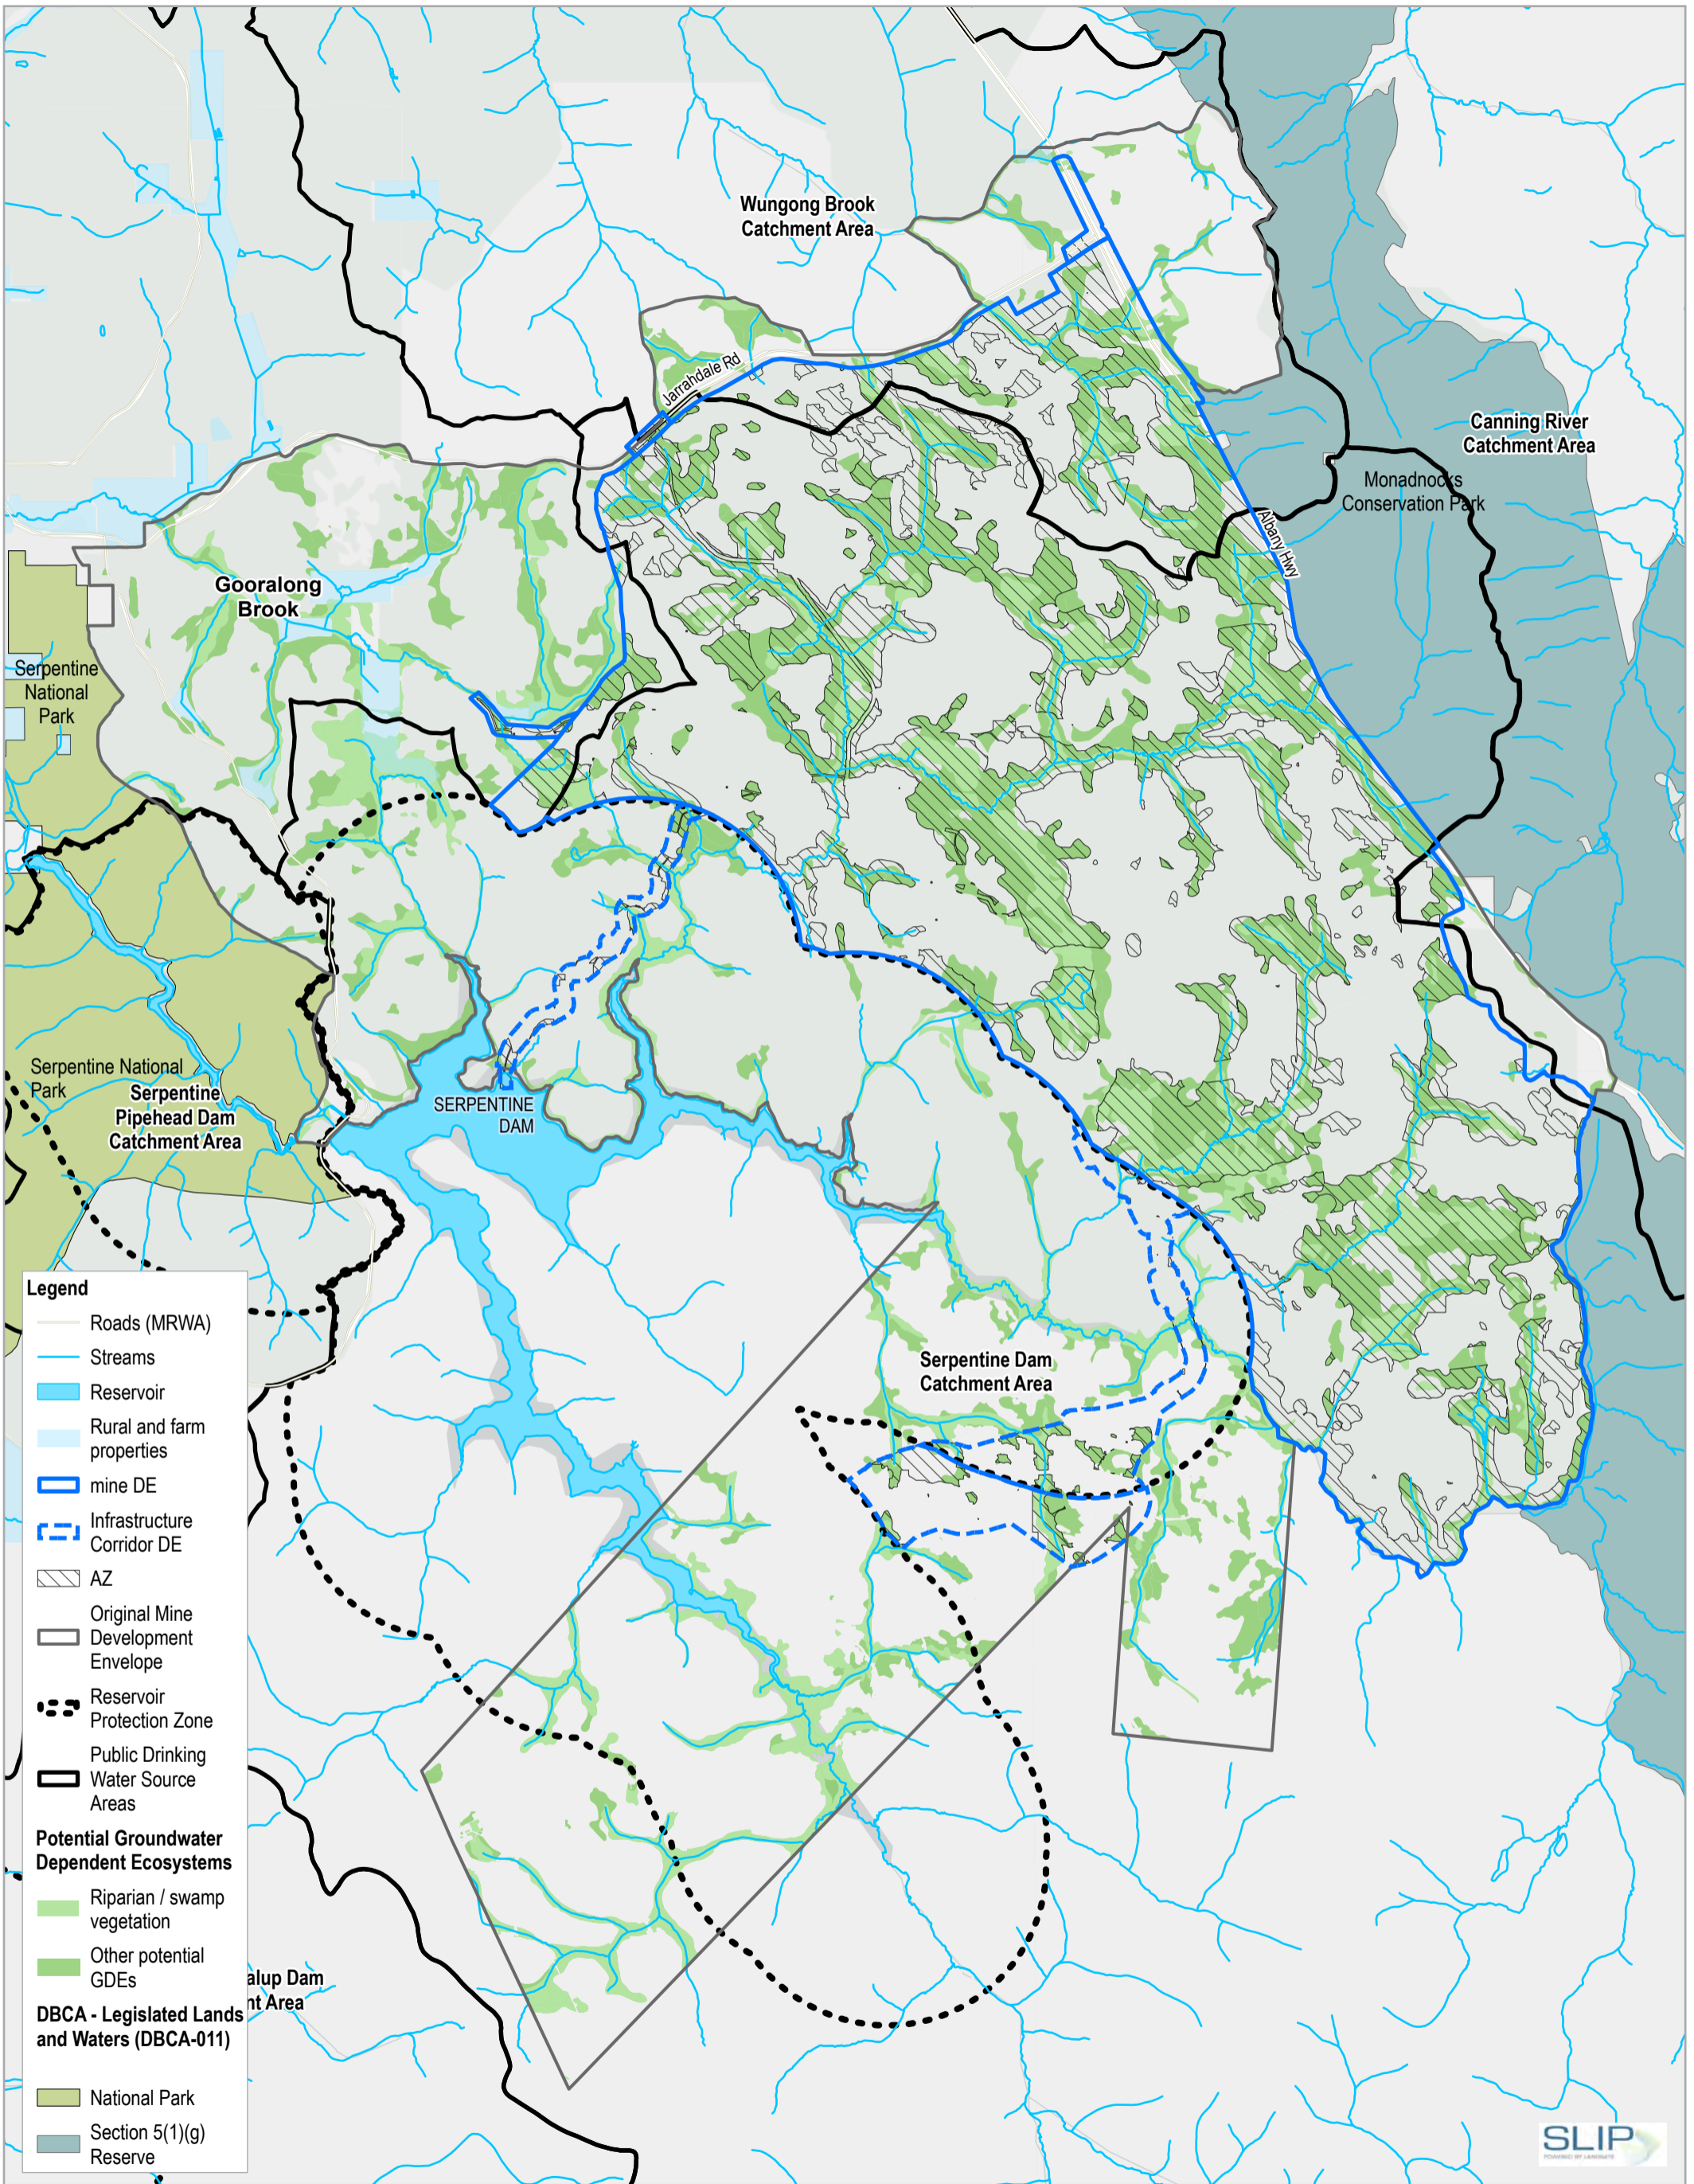 Wungong Brook
Catchment Area
Jarrahdale Rd
Canning River
Catchment Area
Monadnocks
Conservation Park
Albany Hwy
Gooralong
Brook
Serpentine
National
Park
Serpentine National
Park
Serpentine
Pipehead Dam
Catchment Area
SERPENTINE
DAM
Serpentine Dam
Catchment Area
Legend
Roads (MRWA)
Streams
Reservoir
Rural and farm
properties
mine DE
Infrastructure
Corridor DE
AZ
Original Mine
Development
Envelope
Reservoir
Protection Zone
Public Drinking
Water Source
Areas
Potential Groundwater
Dependent Ecosystems
Riparian / swamp
vegetation
Other potential
GDEs
DBCA - Legislated Lands
and Waters (DBCA-011)
National Park
Section 5(1)(g)
Reserve
alup Dam
nt Area
SLIP
POWERED BY LANDGATE